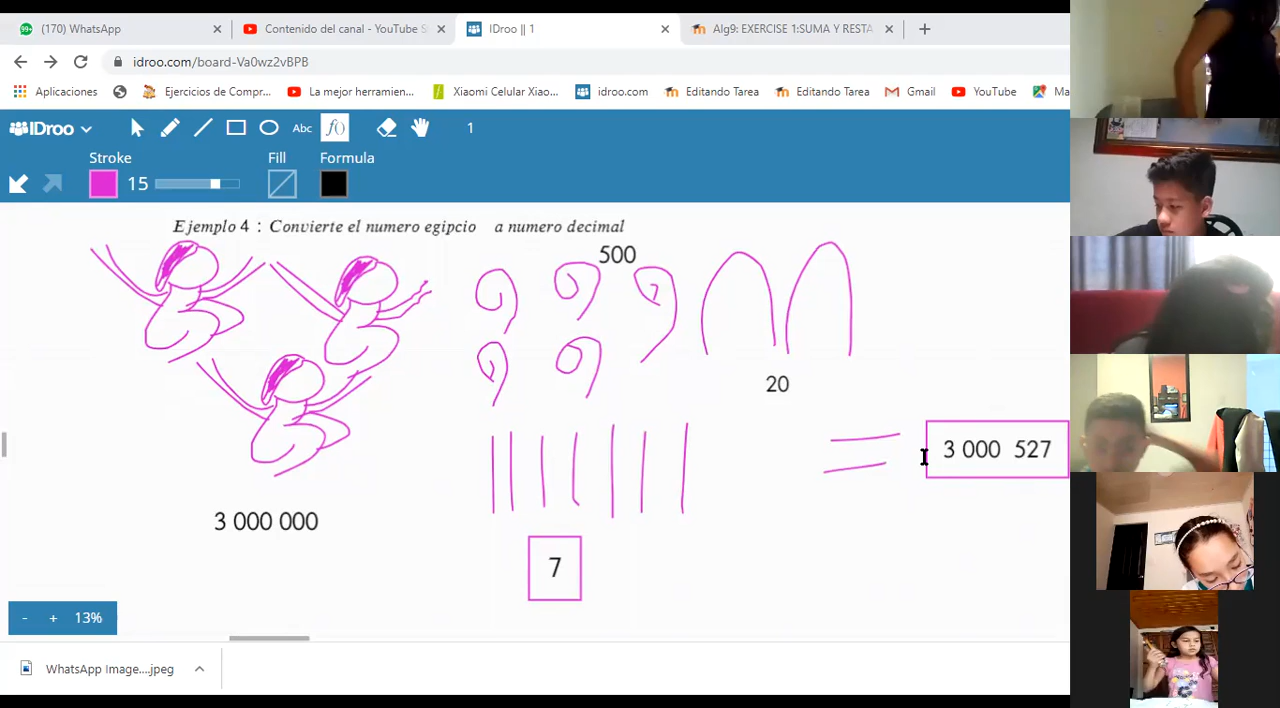 (170) WhatsApp
Contenido del canal - YouTube S
IDroo || 1
Alg9: EXERCISE 1:SUMA Y RESTA
idroo.com/board-Va0wz2vBPB
Aplicaciones
Ejercicios de Compr...
La mejor herramien...
Xiaomi Celular Xiao...
idroo.com
Editando Tarea
Editando Tarea
Gmail
YouTube
Ma
IDroo
Abc
f()
1
Stroke
15
Fill
Formula
Ejemplo 4 : Convierte el numero egipcio a numero decimal
500
20
= 3 000 527
3 000 000
7
- + 13%
WhatsApp Image....jpeg